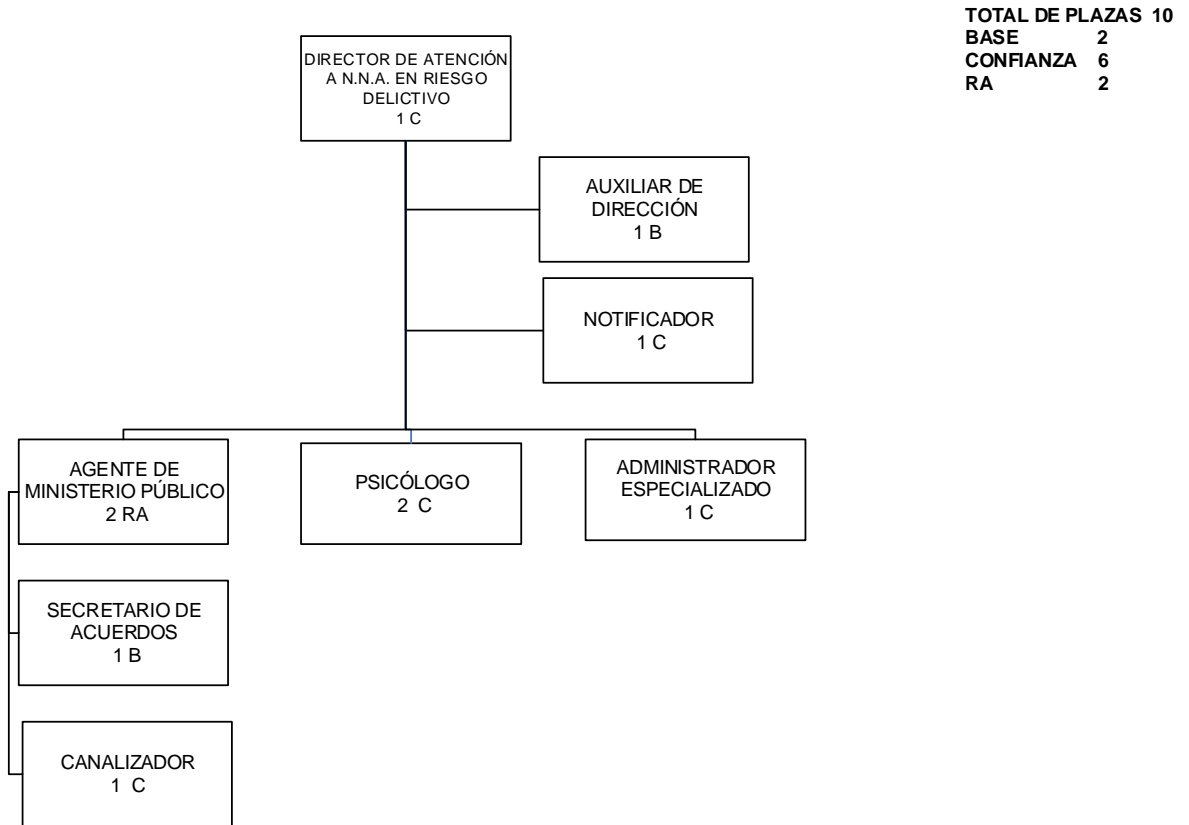 TOTAL DE PLAZAS 10
BASE 2
CONFIANZA 6
RA 2
DIRECTOR DE ATENCIÓN
A N.N.A. EN RIESGO
DELICTIVO
1 C
AUXILIAR DE
DIRECCIÓN
1 B
NOTIFICADOR
1 C
AGENTE DE
MINISTERIO PÚBLICO
2 RA
PSICÓLOGO
2 C
ADMINISTRADOR
ESPECIALIZADO
1 C
SECRETARIO DE
ACUERDOS
1 B
CANALIZADOR
1 C